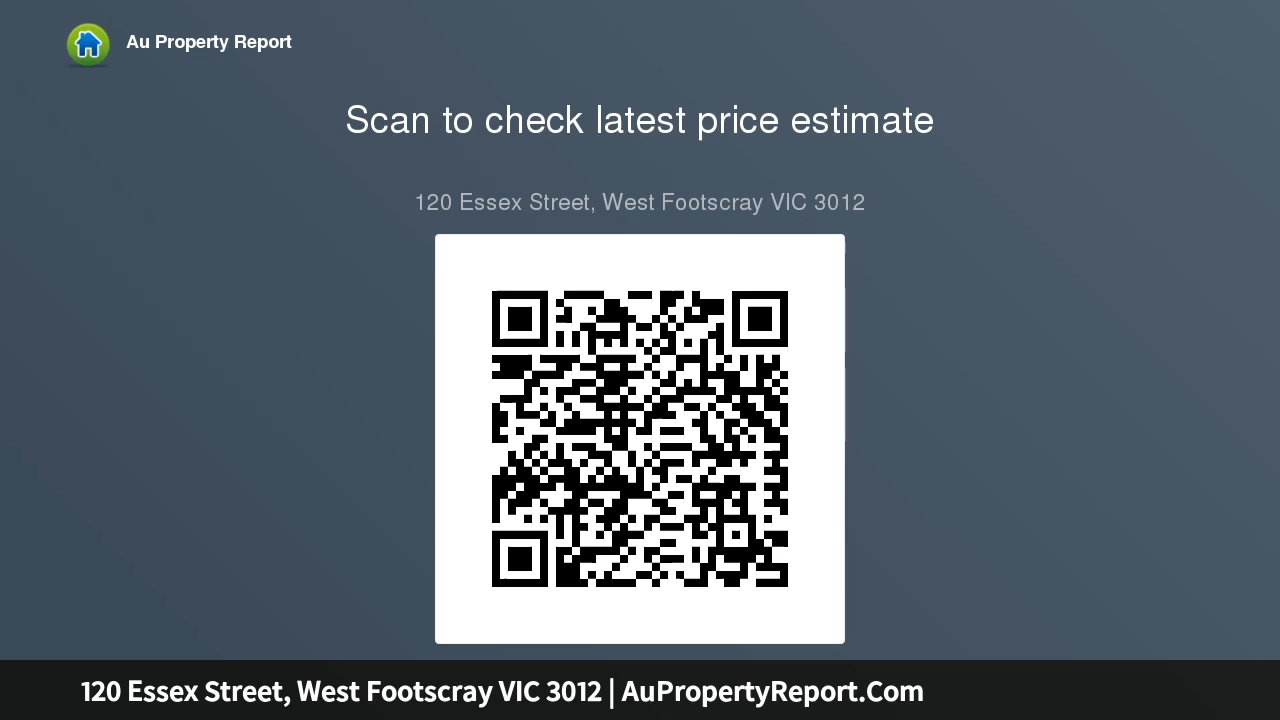 Au Property Report
Scan to check latest price estimate
120 Essex Street, West Footscray VIC 3012
120 Essex Street, West Footscray VIC 3012 | AuPropertyReport.Com